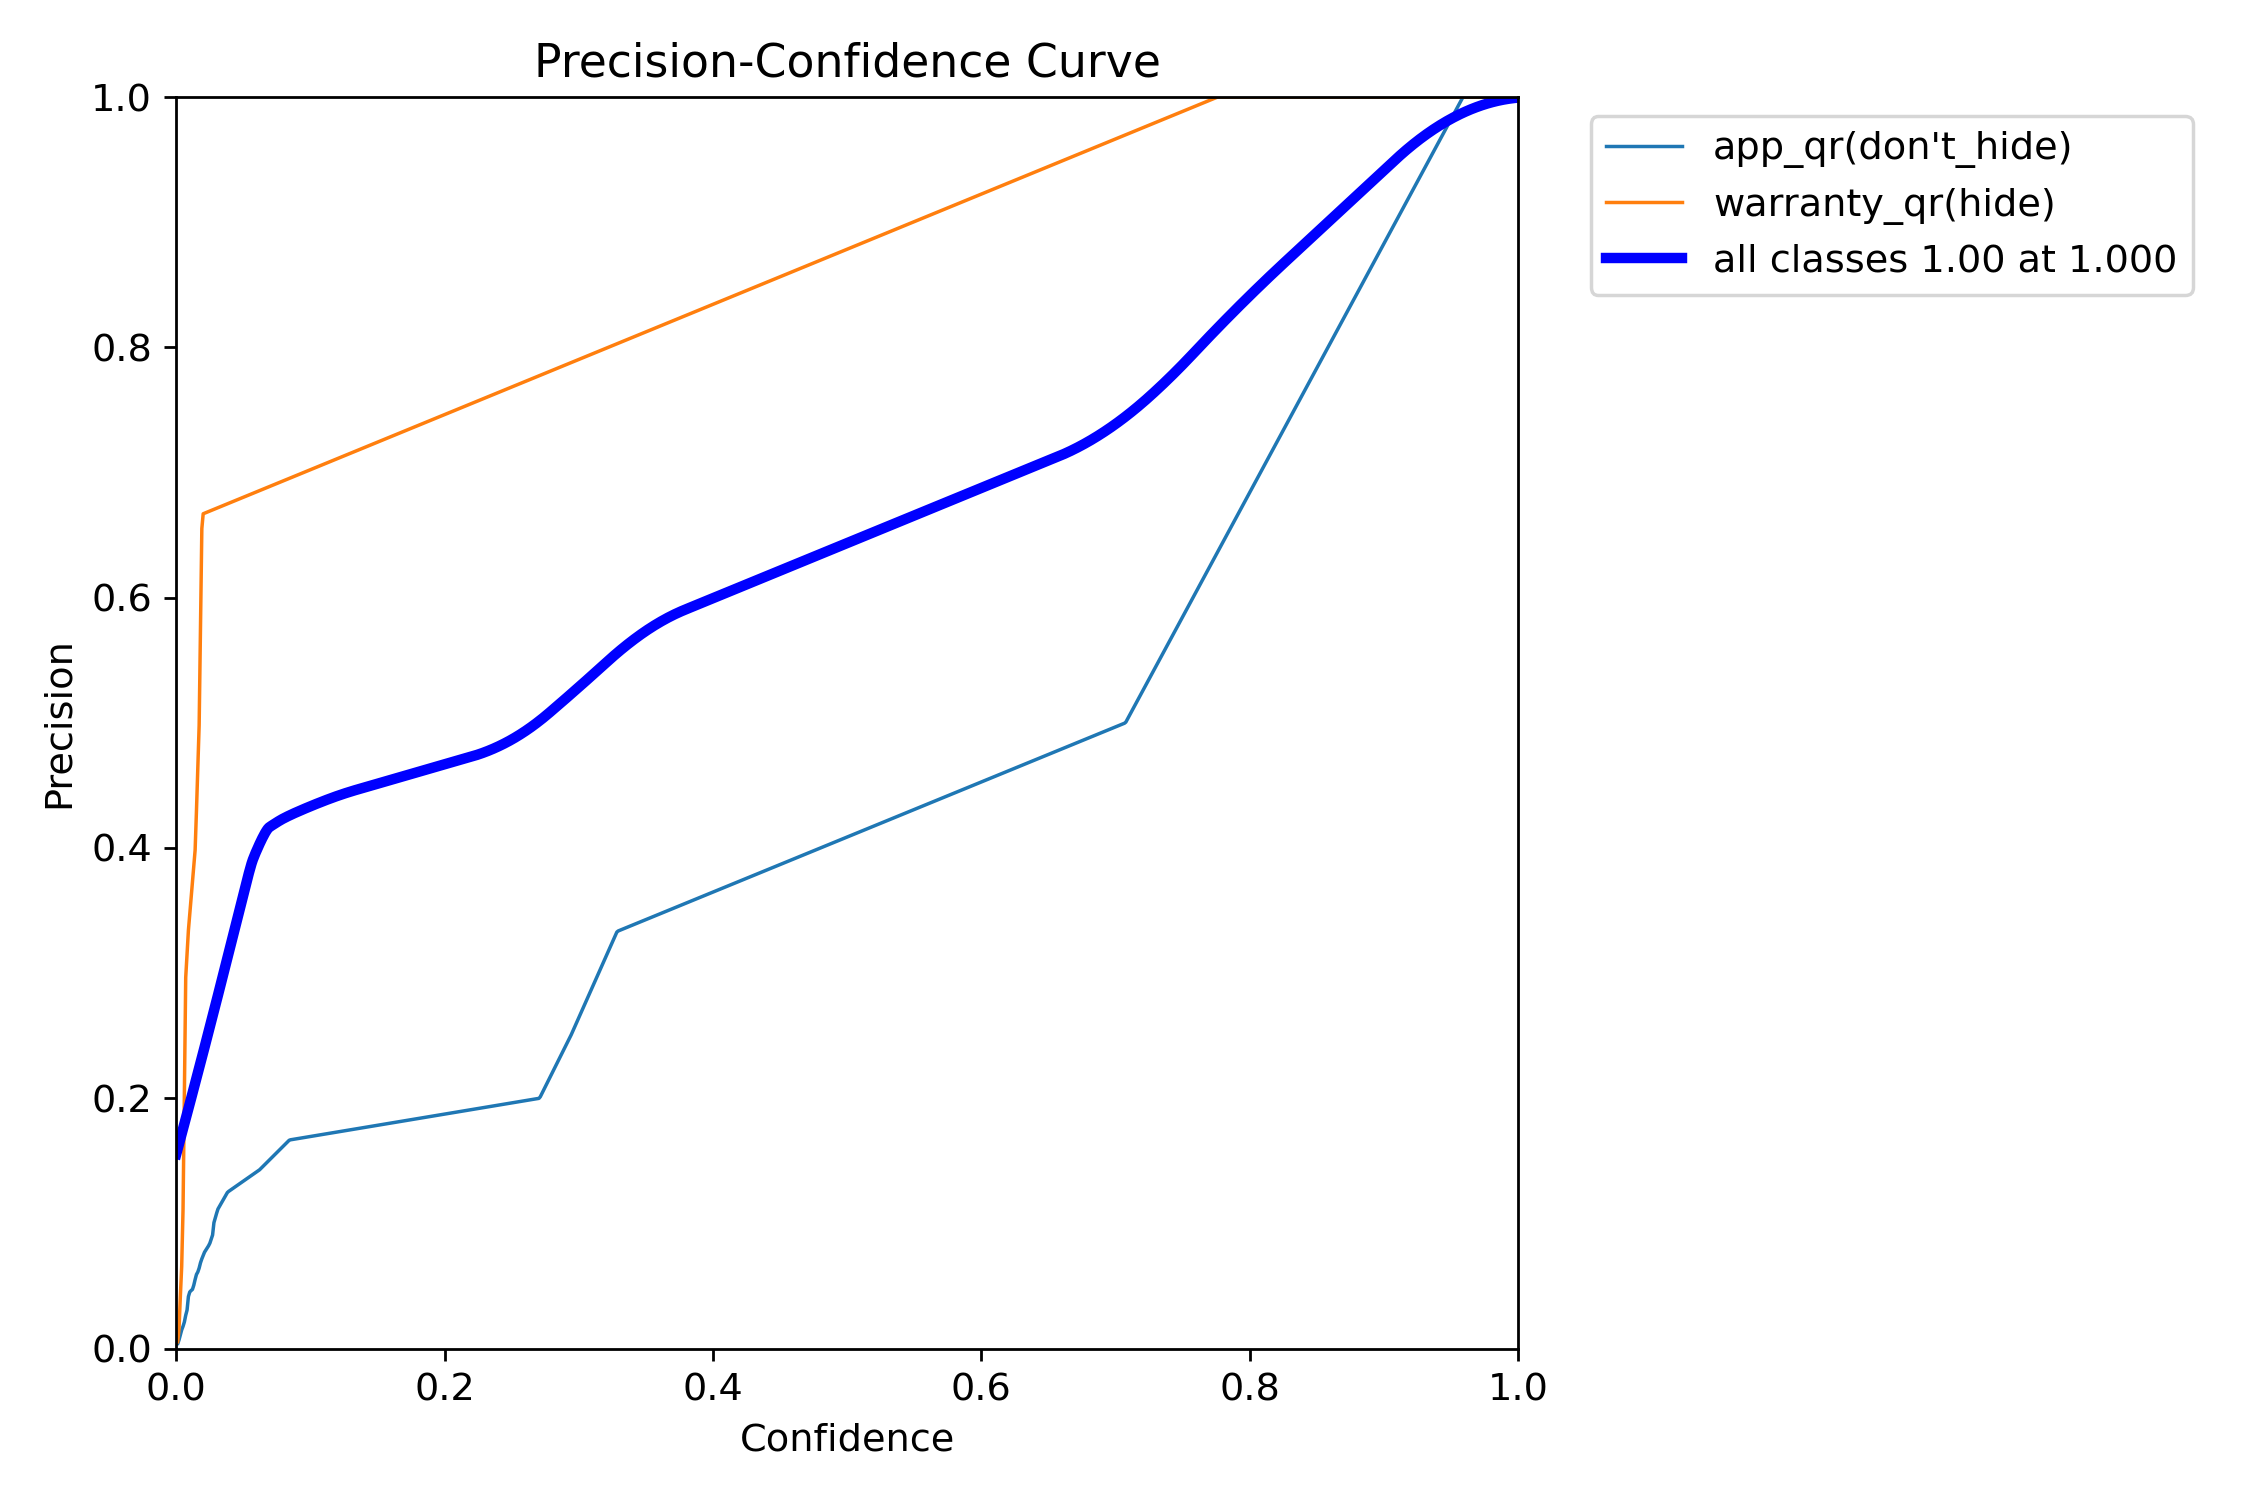 Precision-Confidence Curve
1.0
0.8
0.6
0.4
0.2
0.0
Precision
0.0 0.2 0.4 0.6 0.8 1.0
Confidence
app_qr(don't_hide)
warranty_qr(hide)
all classes 1.00 at 1.000